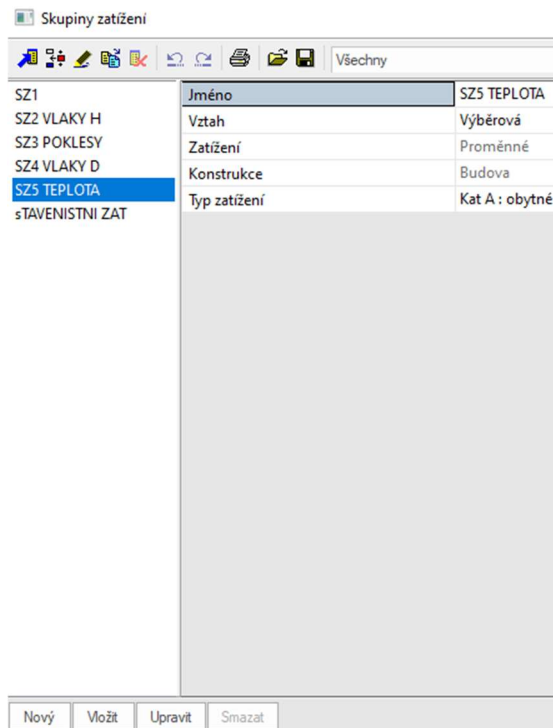 Skupiny zatížení
Všechny
SZ1
SZ2 VLAKY H
SZ3 POKLESY
SZ4 VLAKY D
SZ5 TEPLOTA
sTAVENISTNI ZAT
Jméno SZ5 TEPLOTA
Vztah Výběrová
Zatížení Proměnné
Konstrukce Budova
Typ zatížení Kat A : obytné
Nový Vložit Upravit Smazat